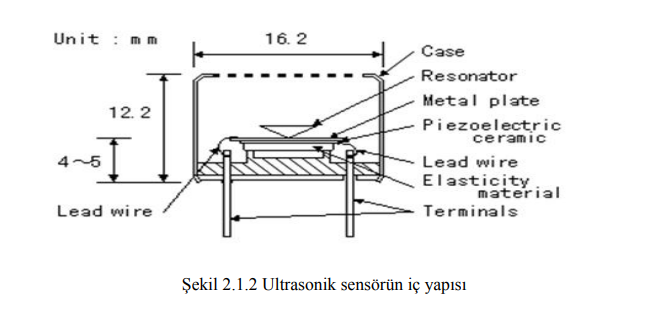 Unit : mm
16.2
Case
Resonator
Metal plate
12.2
Piezoelectric
ceramic
4～5
Lead wire
Elasticity
material
Lead wire
Terminals
Şekil 2.1.2 Ultrasonik sensörün iç yapısı